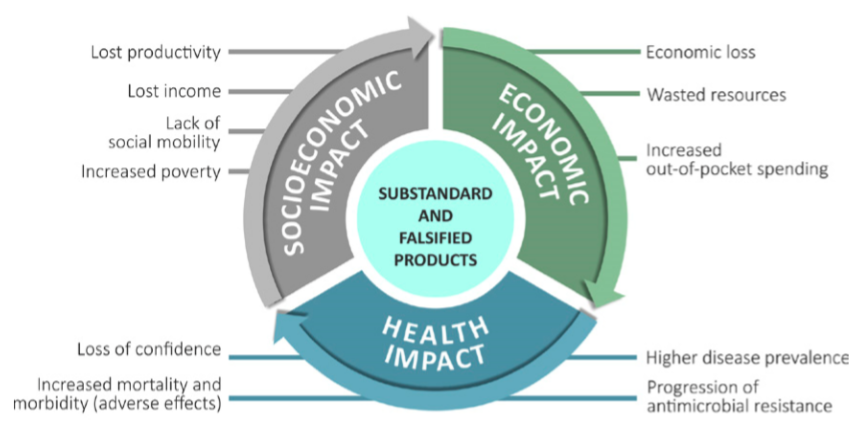 Lost productivity
Lost income
Lack of
social mobility
Increased poverty
SOCIOECONOMIC
IMPACT
ECONOMIC
IMPACT
Economic loss
Wasted resources
Increased
out-of-pocket spending
SUBSTANDARD
AND
FALSIFIED
PRODUCTS
HEALTH
IMPACT
Loss of confidence
Increased mortality and
morbidity (adverse effects)
Higher disease prevalence
Progression of
antimicrobial resistance